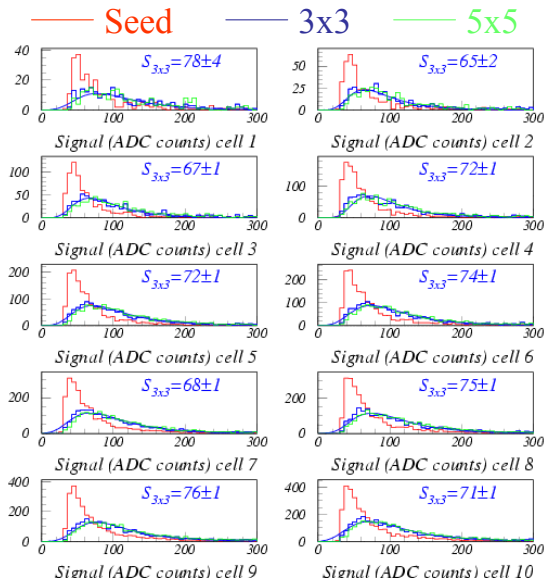 Seed 3x3 5x5
S3x3=78±4 S3x3=65±2
40 20 0 0 100 200 300
50 25 0 0 100 200 300
Signal (ADC counts) cell 1 Signal (ADC counts) cell 2
S3x3=67±1 S3x3=72±1
100 50 0 0 100 200 300
100 0 0 100 200 300
Signal (ADC counts) cell 3 Signal (ADC counts) cell 4
S3x3=72±1 S3x3=74±1
200 100 0 0 100 200 300
200 100 0 0 100 200 300
Signal (ADC counts) cell 5 Signal (ADC counts) cell 6
S3x3=68±1 S3x3=75±1
200 0 0 100 200 300
200 0 0 100 200 300
Signal (ADC counts) cell 7 Signal (ADC counts) cell 8
S3x3=76±1 S3x3=71±1
400 200 0 0 100 200 300
400 200 0 0 100 200 300
Signal (ADC counts) cell 9 Signal (ADC counts) cell 10